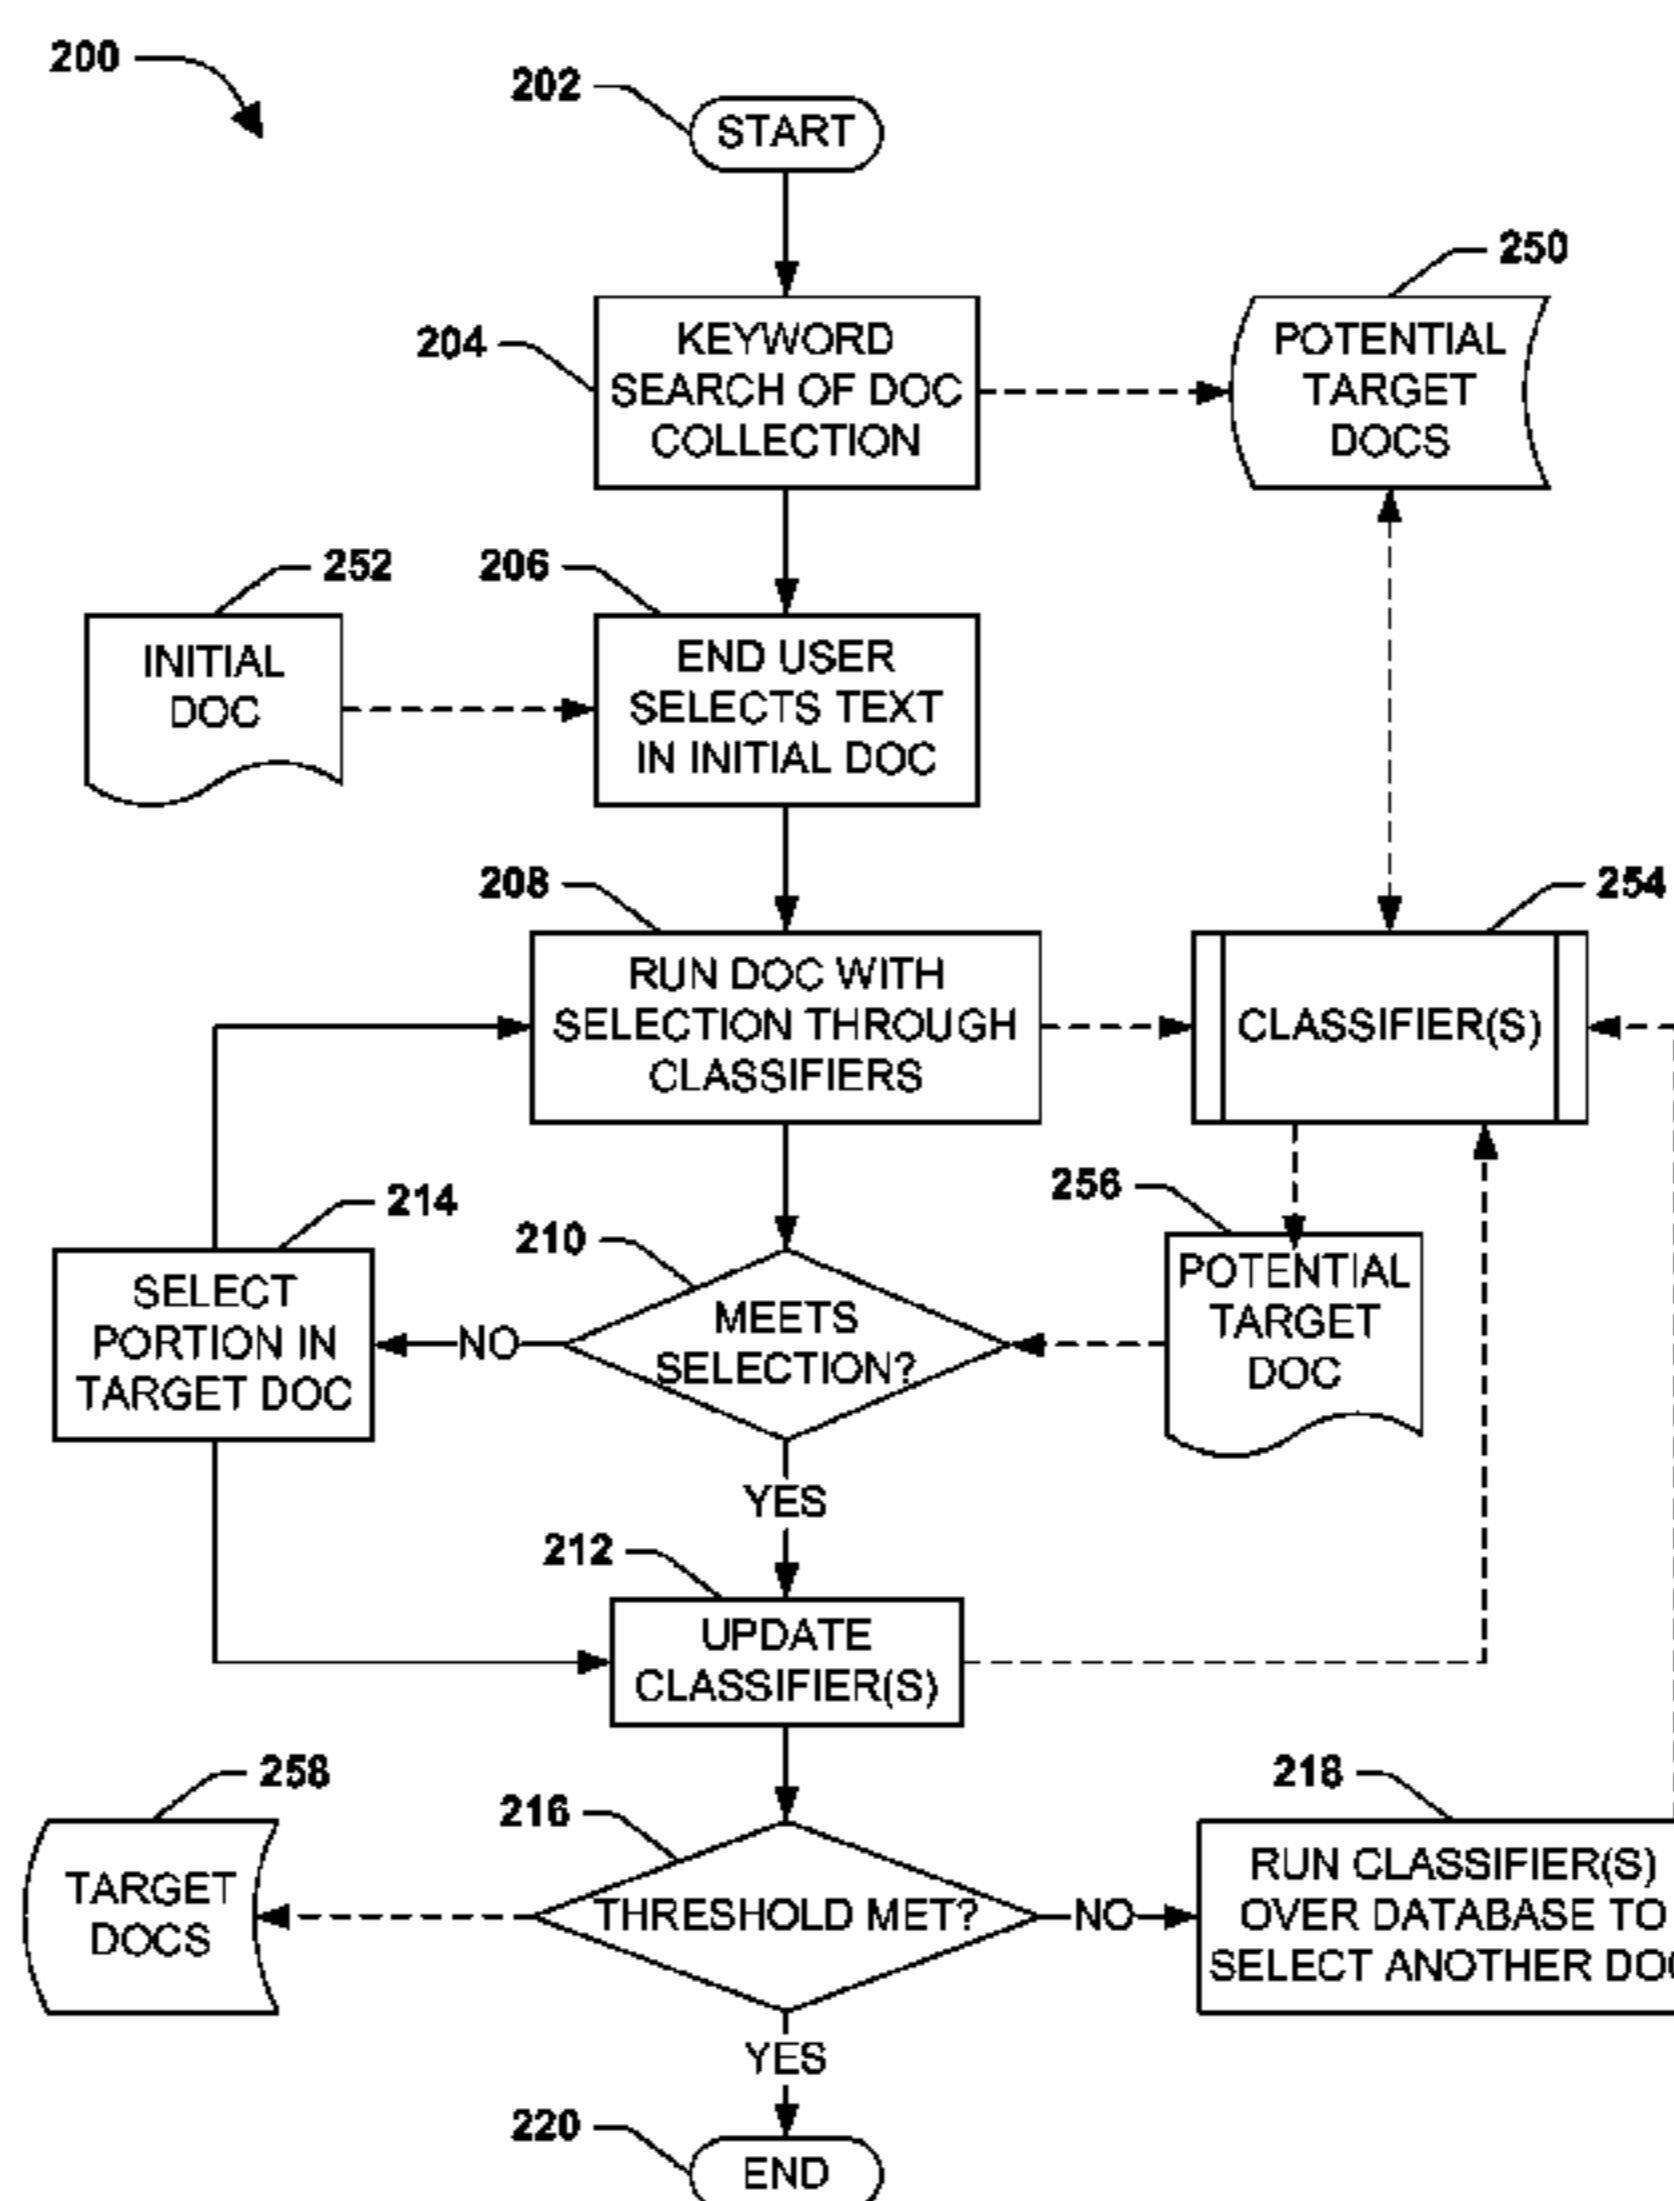 200
202
START
250
204
KEYWORD
SEARCH OF DOC
COLLECTION
POTENTIAL
TARGET
DOCS
252
206
INITIAL
DOC
END USER
SELECTS TEXT
IN INITIAL DOC
208
254
RUN DOC WITH
SELECTION THROUGH
CLASSIFIERS
CLASSIFIER(S)
214
256
210
SELECT
PORTION IN
TARGET DOC
NO
MEETS
SELECTION?
POTENTIAL
TARGET
DOC
YES
212
UPDATE
CLASSIFIER(S)
258
216
218
TARGET
DOCS
THRESHOLD MET?
NO
RUN CLASSIFIER(S)
OVER DATABASE TO
SELECT ANOTHER DOC
YES
220
END